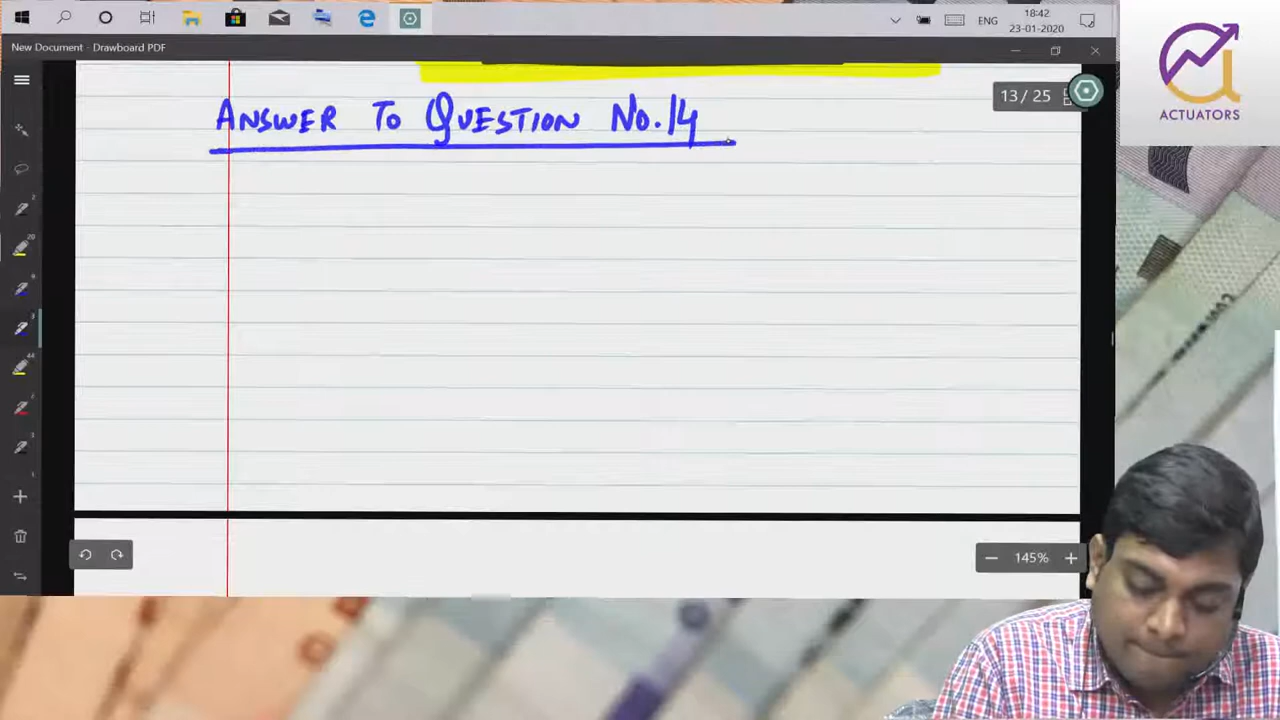 18:42
ENG
23-01-2020
New Document - Drawboard PDF
ACTUATORS
13 / 25
ANSWER TO QUESTION NO.14
145%